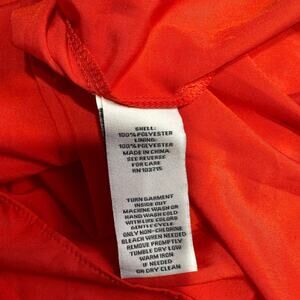 SHELL:
100% POLYESTER
LINING:
100% POLYESTER
MADE IN CHINA
SEE REVERSE
FOR CARE
RN 103715
TURN GARMENT
INSIDE OUT
MACHINE WASH OR
HAND WASH COLD
WITH LIKE COLORS
GENTLE CYCLE
ONLY NON-CHLORINE
BLEACH WHEN NEEDED
REMOVE PROMPTLY
TUMBLE DRY LOW
WARM IRON
IF NEEDED
OR DRY CLEAN